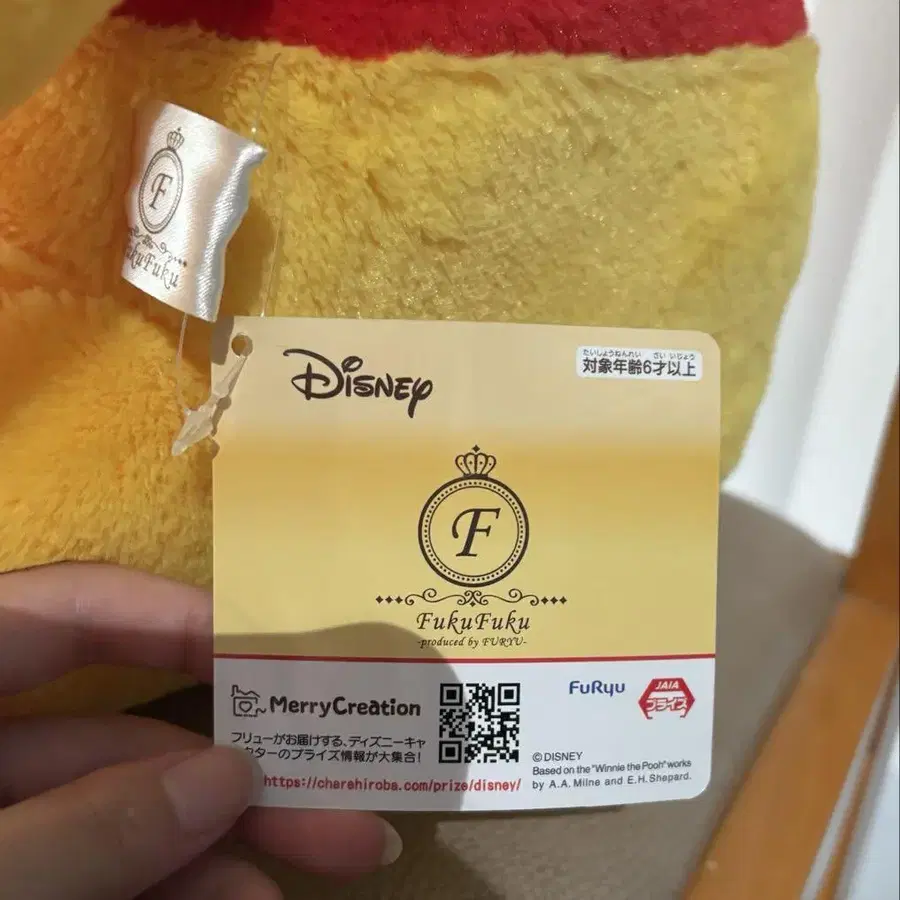 F
FukuFuku
Disney
たいしょうねんれい ざい いじょう
対象年齢6才以上
F
FukuFuku
-produced by FURYU-
MerryCreation
フリューがお届けする、ディズニーキャ
クターのプライズ情報が大集合!
https://charahiroba.com/prize/disney/
FuRyu
JAIA
プライズ
©DISNEY
Based on the "Winnie the Pooh" works
by A.A. Milne and E.H. Shepard.